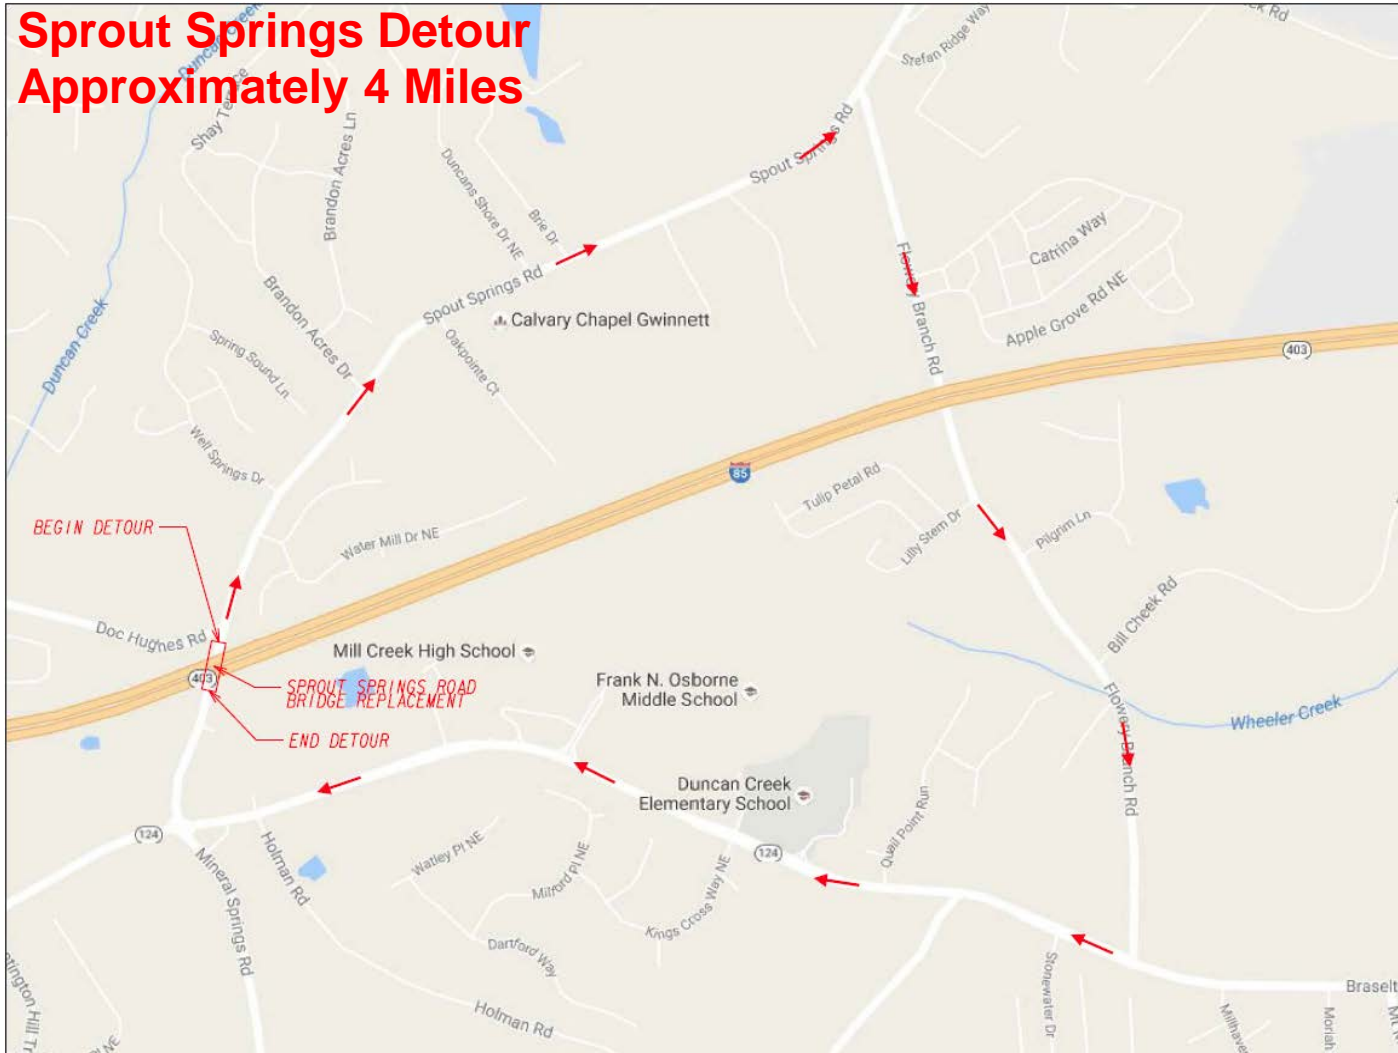 Sprout Springs Detour
Approximately 4 Miles
Duncan Creek
Shay Terrace
Brandon Acres Ln
Duncans Shore Dr NE
Brie Dr
Stefan Ridge Way
Rd
Spout Springs Rd
Spout Springs Rd
Catrina Way
Apple Grove Rd NE
Flowery Branch Rd
Duncan Creek
Brandon Acres Dr
Spring Sound Ln
Calvary Chapel Gwinnett
Oakpointe Ct
403
Well Springs Dr
85
Tulip Petal Rd
Lilly Stem Dr
Pilgrim Ln
BEGIN DETOUR
Water Mill Dr NE
Bill Cheek Rd
Doc Hughes Rd
Mill Creek High School
403
SPROUT SPRINGS ROAD
BRIDGE REPLACEMENT
Frank N. Osborne
Middle School
END DETOUR
Flowery Branch Rd
Wheeler Creek
Duncan Creek
Elementary School
124
Holman Rd
Mineral Springs Rd
Watley Pl NE
Milford Pl NE
Kings Cross Way NE
124
Quail Point Run
Dartford Way
Holman Rd
Stonewater Dr
Braselt
Millhave
Moriah